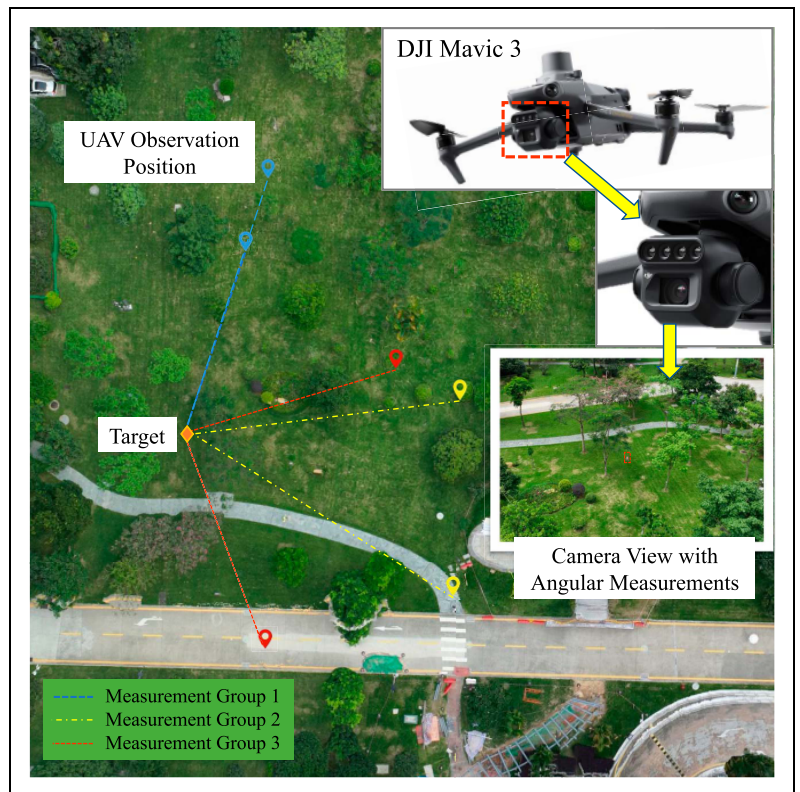 DJI Mavic 3
UAV Observation
Position
Target
Camera View with
Angular Measurements
Measurement Group 1
Measurement Group 2
Measurement Group 3